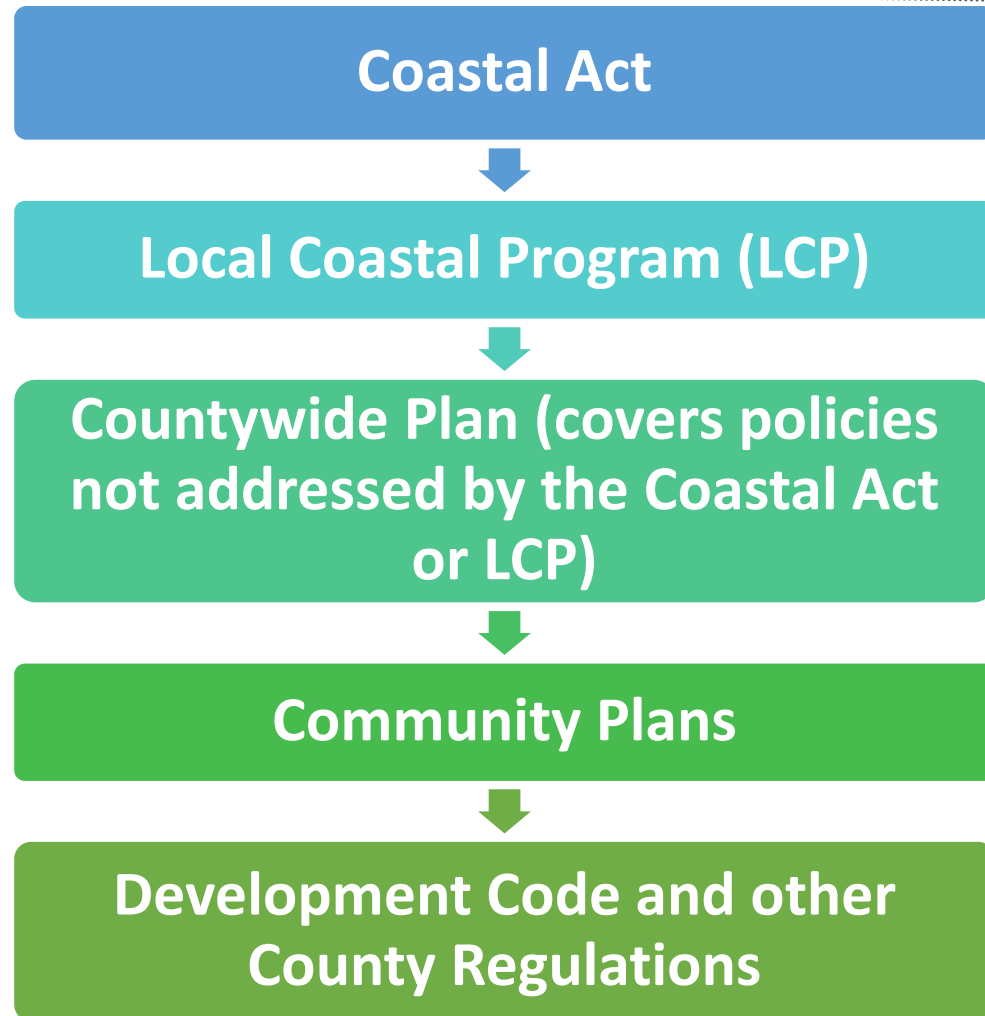 Coastal Act
Local Coastal Program (LCP)
Countywide Plan (covers policies
not addressed by the Coastal Act
or LCP)
Community Plans
Development Code and other
County Regulations